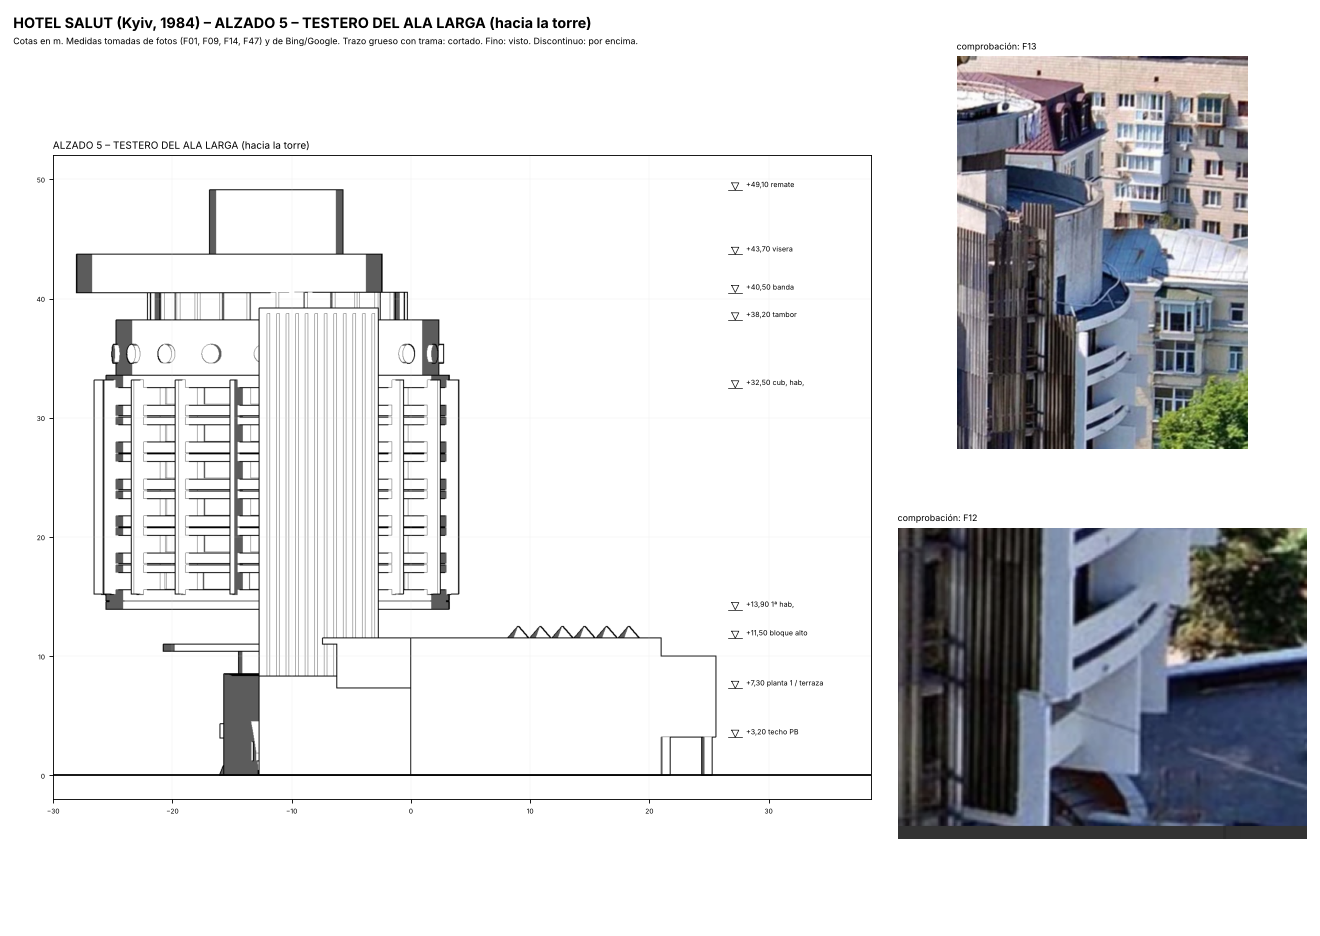 HOTEL SALUT (Kyiv, 1984) – ALZADO 5 – TESTERO DEL ALA LARGA (hacia la torre)
Cotas en m. Medidas tomadas de fotos (F01, F09, F14, F47) y de Bing/Google. Trazo grueso con trama: cortado. Fino: visto. Discontinuo: por encima.
comprobación: F13
ALZADO 5 – TESTERO DEL ALA LARGA (hacia la torre)
50
+49,10 remate
+43,70 visera
40
+40,50 banda
+38,20 tambor
+32,50 cub, hab,
30
comprobación: F12
20
+13,90 1ª hab,
+11,50 bloque alto
10
+7,30 planta 1 / terraza
+3,20 techo PB
0
−30
−20
−10
0
10
20
30